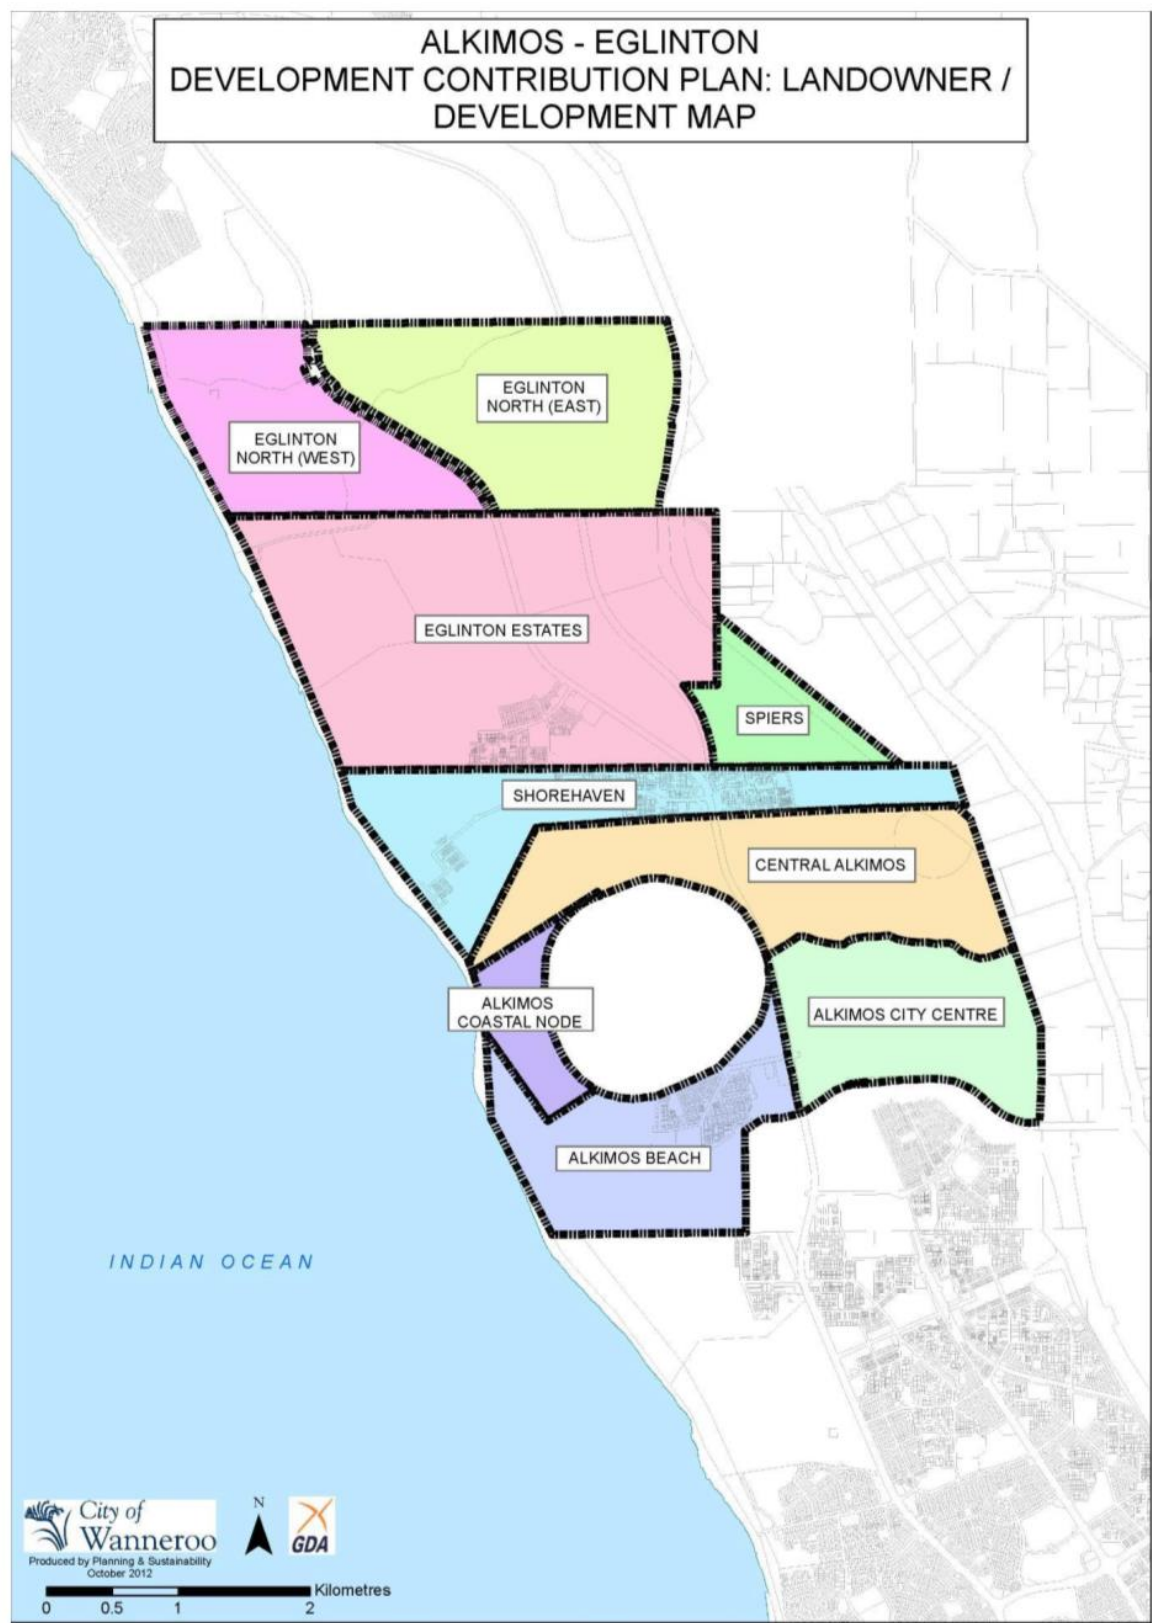 ALKIMOS - EGLINTON
DEVELOPMENT CONTRIBUTION PLAN: LANDOWNER /
DEVELOPMENT MAP
EGLINTON
NORTH (EAST)
EGLINTON
NORTH (WEST)
EGLINTON ESTATES
SPIERS
SHOREHAVEN
CENTRAL ALKIMOS
ALKIMOS
COASTAL NODE
ALKIMOS CITY CENTRE
ALKIMOS BEACH
INDIAN OCEAN
City of
Wanneroo
N
GDA
Produced by Planning & Sustainability
October 2012
Kilometres
0 0.5 1 2